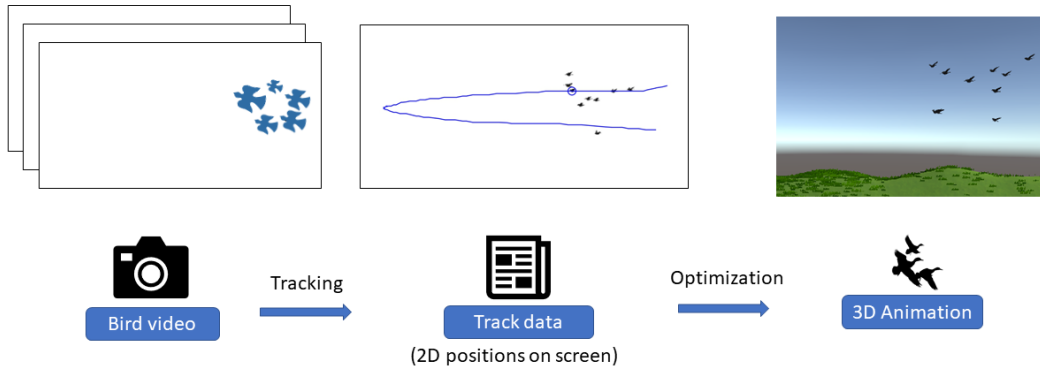 Tracking
Optimization
Bird video
Track data
3D Animation
(2D positions on screen)